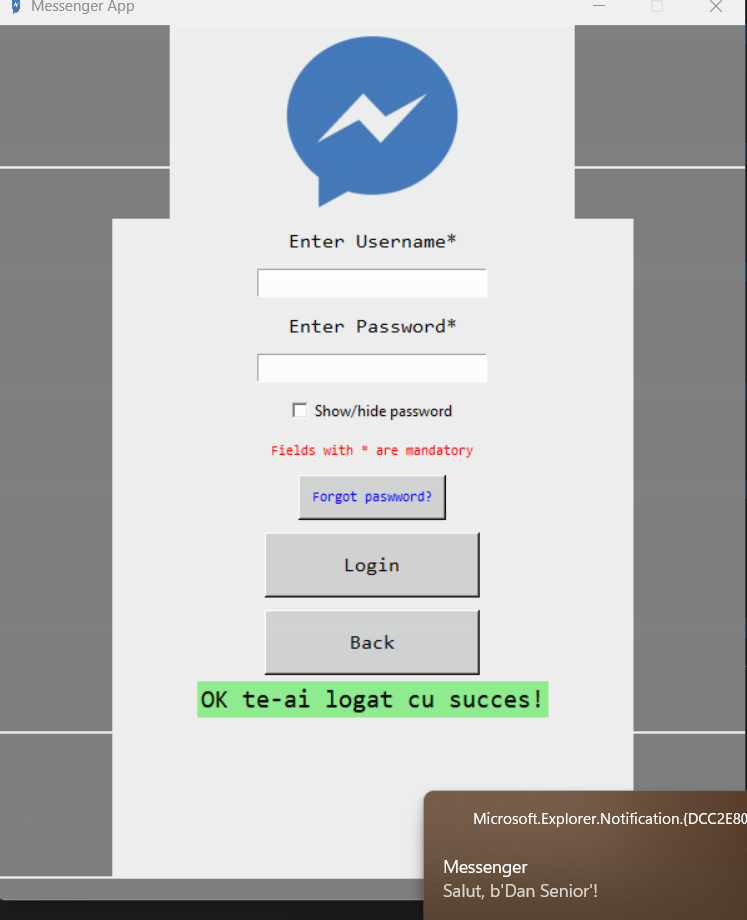 Messenger App
Enter Username*
Enter Password*
Show/hide password
Fields with * are mandatory
Forgot paswword?
Login
Back
OK te-ai logat cu succes!
Microsoft.Explorer.Notification.{DCC2E80
Messenger
Salut, b'Dan Senior'!